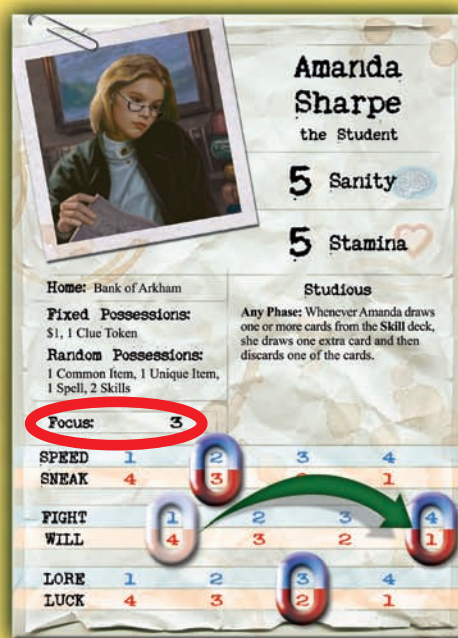 Amanda
Sharpe
the Student
5 Sanity
5 Stamina
Home: Bank of Arkham
Fixed Possessions:
$1, 1 Clue Token
Random Possessions:
1 Common Item, 1 Unique Item,
1 Spell, 2 Skills
Studious
Any Phase: Whenever Amanda draws
one or more cards from the Skill deck,
she draws one extra card and then
discards one of the cards.
Focus: 3
SPEED 1 2 3 4
SNEAK 4 3 1
FIGHT 1 2 3 4
WILL 4 3 2 1
LORE 1 2 3 4
LUCK 4 3 2 1